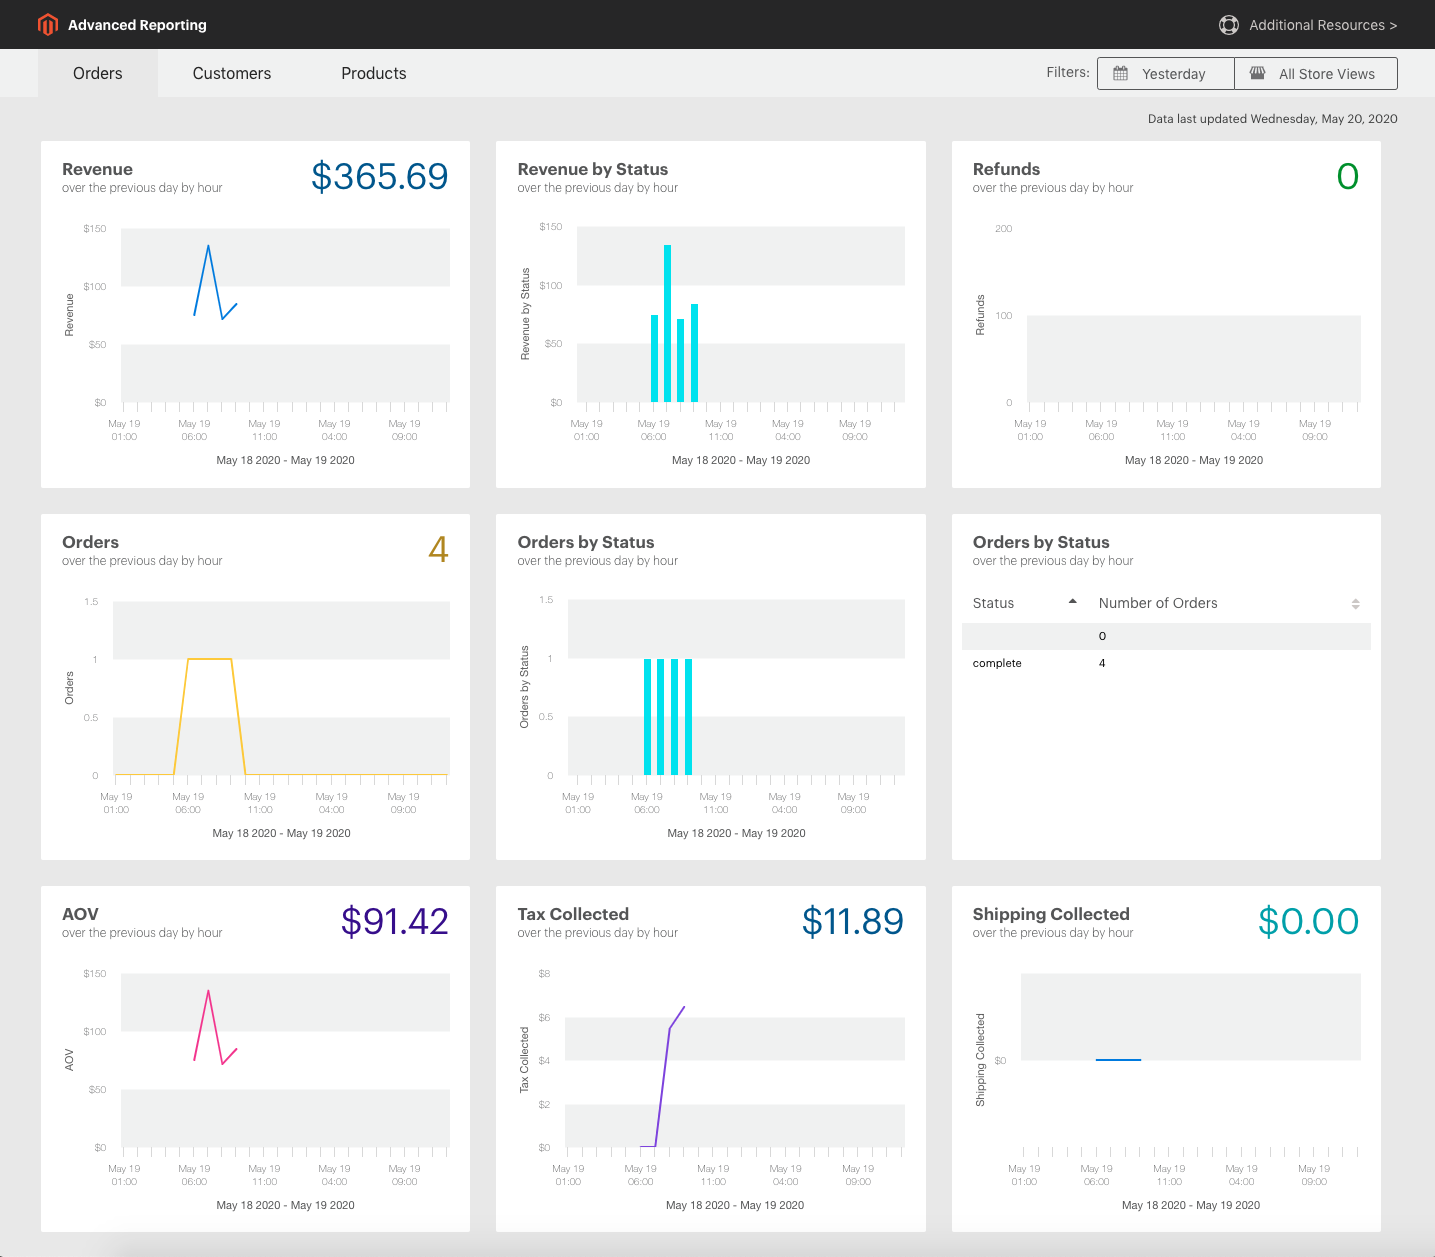 Advanced Reporting
Additional Resources >
Orders
Customers
Products
Filters:
Yesterday
All Store Views
Data last updated Wednesday, May 20, 2020
Revenue
$365.69
over the previous day by hour
$150
$100
$50
$0
Revenue
May 19 May 19 May 19 May 19 May 19
01:00 06:00 11:00 04:00 09:00
May 18 2020 - May 19 2020
Revenue by Status
over the previous day by hour
$150
$100
$50
$0
Revenue by Status
May 19 May 19 May 19 May 19 May 19
01:00 06:00 11:00 04:00 09:00
May 18 2020 - May 19 2020
Refunds
0
over the previous day by hour
200
100
0
Refunds
May 19 May 19 May 19 May 19 May 19
01:00 06:00 11:00 04:00 09:00
May 18 2020 - May 19 2020
Orders
4
over the previous day by hour
1.5
1
0.5
0
Orders
May 19 May 19 May 19 May 19 May 19
01:00 06:00 11:00 04:00 09:00
May 18 2020 - May 19 2020
Orders by Status
over the previous day by hour
1.5
1
0.5
0
Orders by Status
May 19 May 19 May 19 May 19 May 19
01:00 06:00 11:00 04:00 09:00
May 18 2020 - May 19 2020
Orders by Status
over the previous day by hour
Status Number of Orders
0
complete 4
AOV
$91.42
over the previous day by hour
$150
$100
$50
$0
AOV
May 19 May 19 May 19 May 19 May 19
01:00 06:00 11:00 04:00 09:00
May 18 2020 - May 19 2020
Tax Collected
$11.89
over the previous day by hour
$8
$6
$4
$2
$0
Tax Collected
May 19 May 19 May 19 May 19 May 19
01:00 06:00 11:00 04:00 09:00
May 18 2020 - May 19 2020
Shipping Collected
$0.00
over the previous day by hour
$0
Shipping Collected
May 19 May 19 May 19 May 19 May 19
01:00 06:00 11:00 04:00 09:00
May 18 2020 - May 19 2020